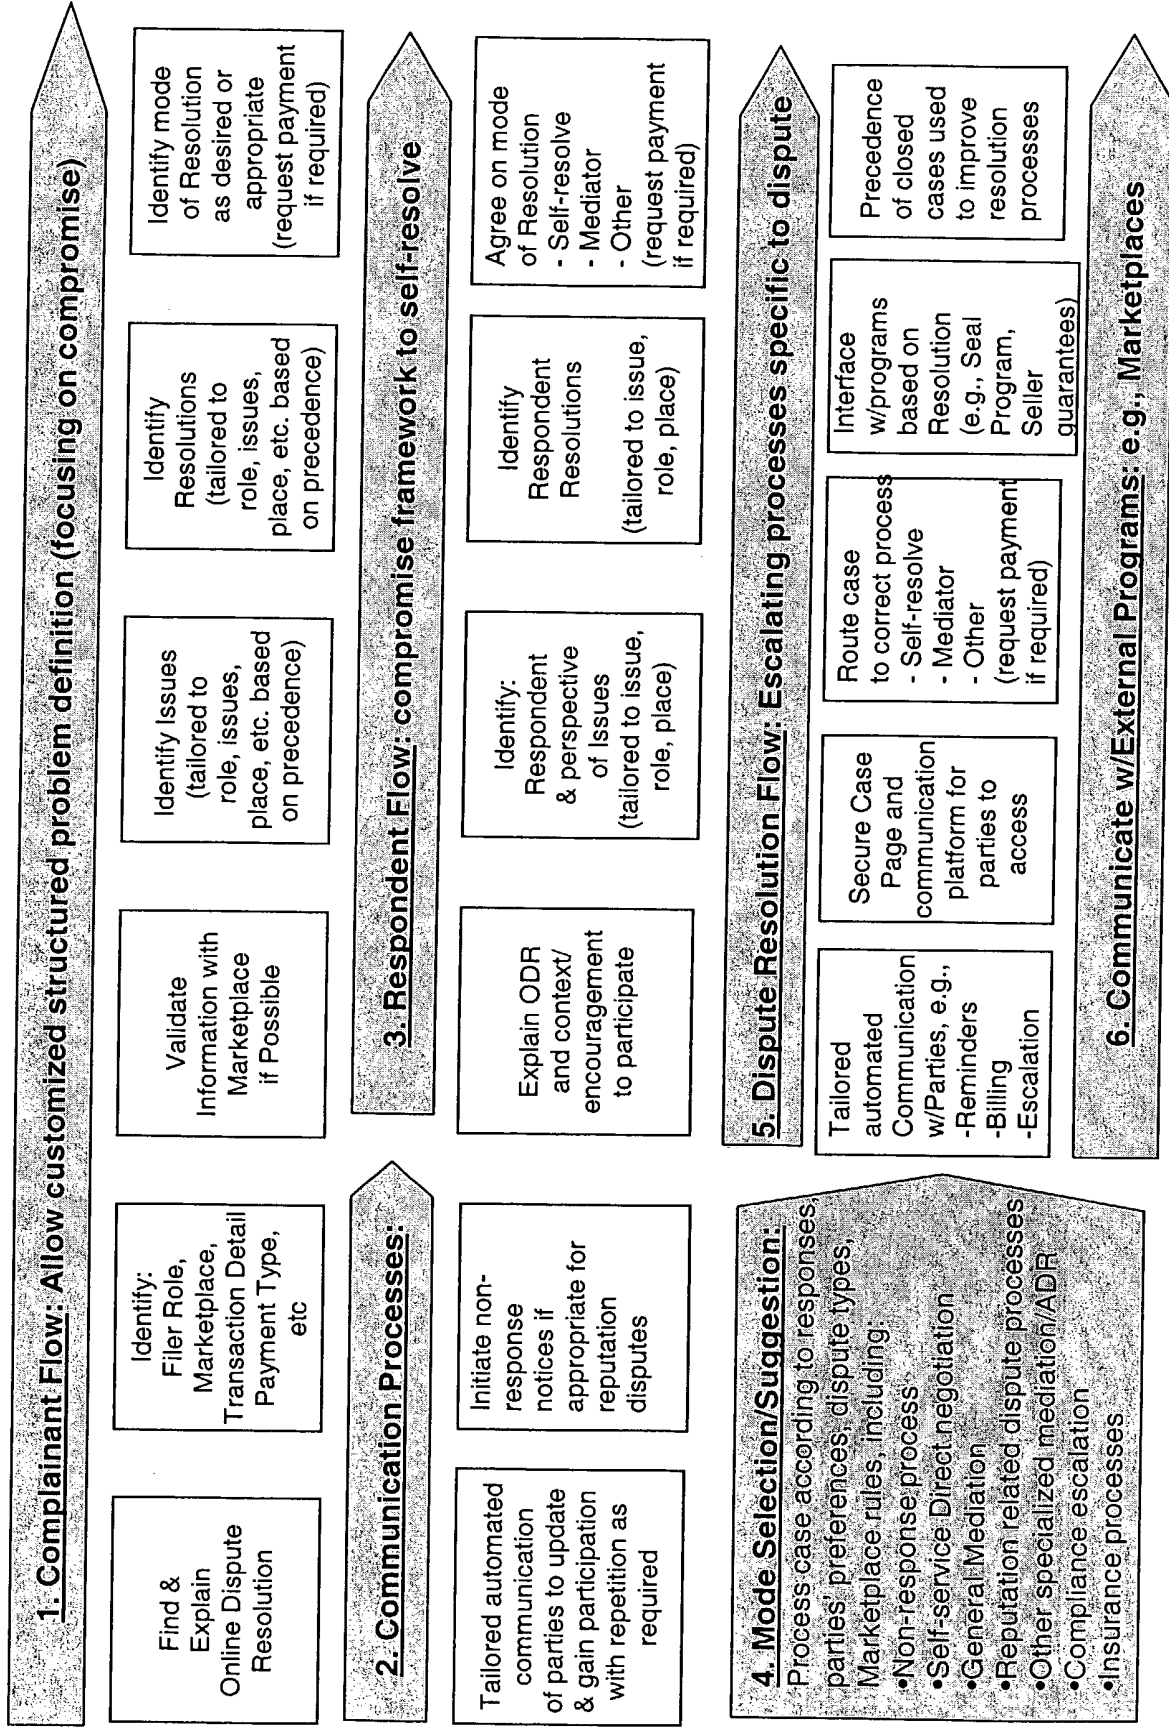 1. Complainant Flow: Allow customized structured problem definition (focusing on compromise)
Find &
Explain
Online Dispute
Resolution
Identify:
Filer Role,
Marketplace,
Transaction Detail
Payment Type,
etc
Validate
Information with
Marketplace
if Possible
Identify Issues
(tailored to
role, issues,
place, etc. based
on precedence)
Identify
Resolutions
(tailored to
role, issues,
place, etc. based
on precedence)
Identify mode
of Resolution
as desired or
appropriate
(request payment
if required)
2. Communication Processes:
Tailored automated
communication
of parties to update
& gain participation
with repetition as
required
Initiate non-
response
notices if
appropriate for
reputation
disputes
3. Respondent Flow: compromise framework to self-resolve
Explain ODR
and context/
encouragement
to participate
Identify:
Respondent
& perspective
of Issues
(tailored to issue,
role, place)
Identify
Respondent
Resolutions
(tailored to issue,
role, place)
Agree on mode
of Resolution
- Self-resolve
- Mediator
- Other
(request payment
if required)
4. Mode Selection/Suggestion:
Process case according to responses,
parties' preferences, dispute types,
Marketplace rules, including:
•Non-response process
•Self-service Direct negotiation
•General Mediation
•Reputation related dispute processes
•Other specialized mediation/ADR
•Compliance escalation
•Insurance processes
5. Dispute Resolution Flow: Escalating processes specific to dispute
Tailored
automated
Communication
w/Parties, e.g.,
-Reminders
-Billing
-Escalation
Secure Case
Page and
communication
platform for
parties to
access
Route case
to correct process
- Self-resolve
- Mediator
- Other
(request payment
if required)
Interface
w/programs
based on
Resolution
(e.g., Seal
Program,
Seller
guarantees)
Precedence
of closed
cases used
to improve
resolution
processes
6. Communicate w/External Programs: e.g., Marketplaces